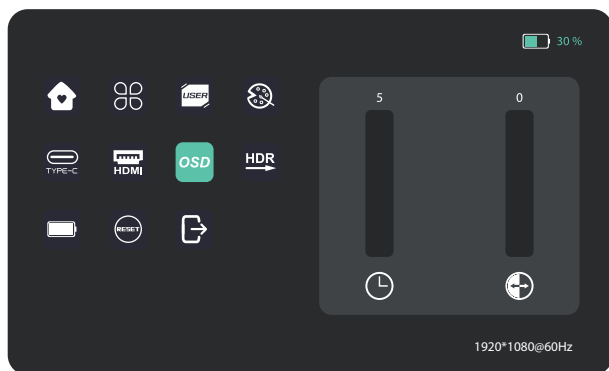 30 %
USER
5
0
TYPE-C
HDMI
OSD
HDR
RESET
1920*1080@60Hz